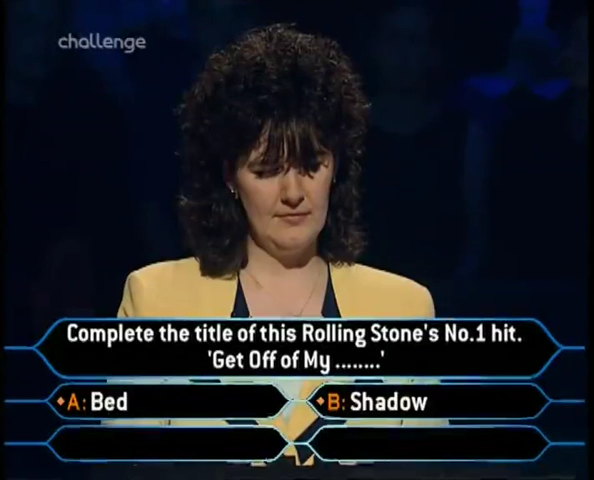 challenge
Complete the title of this Rolling Stone's No.1 hit.
'Get Off of My ........'
A: Bed
B: Shadow